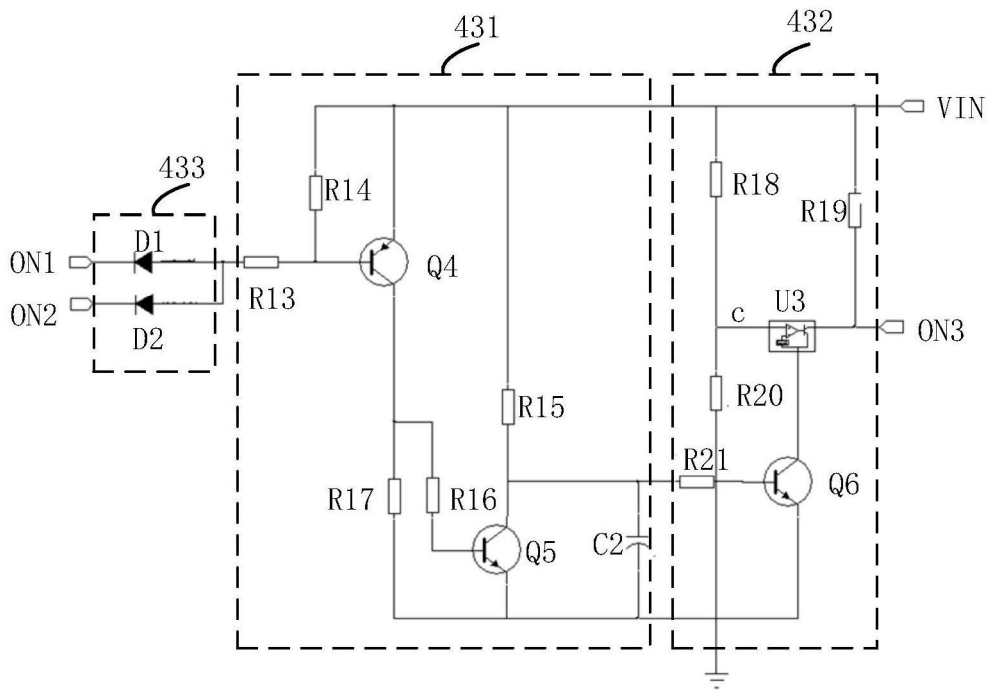 431
432
VIN
433
R14
R18
R19
D1
ON1
Q4
R13
ON2
C
U3
ON3
D2
R15
R20
R21
R17
R16
Q6
Q5
C2